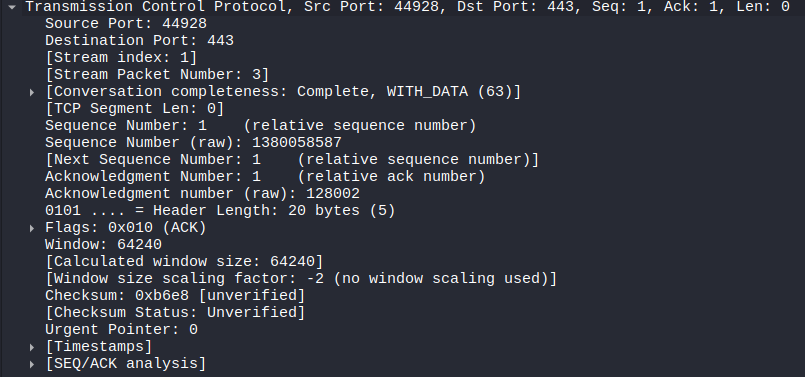 Transmission Control Protocol, Src Port: 44928, Dst Port: 443, Seq: 1, Ack: 1, Len: 0
Source Port: 44928
Destination Port: 443
[Stream index: 1]
[Stream Packet Number: 3]
[Conversation completeness: Complete, WITH_DATA (63)]
[TCP Segment Len: 0]
Sequence Number: 1    (relative sequence number)
Sequence Number (raw): 1380058587
[Next Sequence Number: 1    (relative sequence number)]
Acknowledgment Number: 1    (relative ack number)
Acknowledgment number (raw): 128002
0101 .... = Header Length: 20 bytes (5)
Flags: 0x010 (ACK)
Window: 64240
[Calculated window size: 64240]
[Window size scaling factor: -2 (no window scaling used)]
Checksum: 0xb6e8 [unverified]
[Checksum Status: Unverified]
Urgent Pointer: 0
[Timestamps]
[SEQ/ACK analysis]